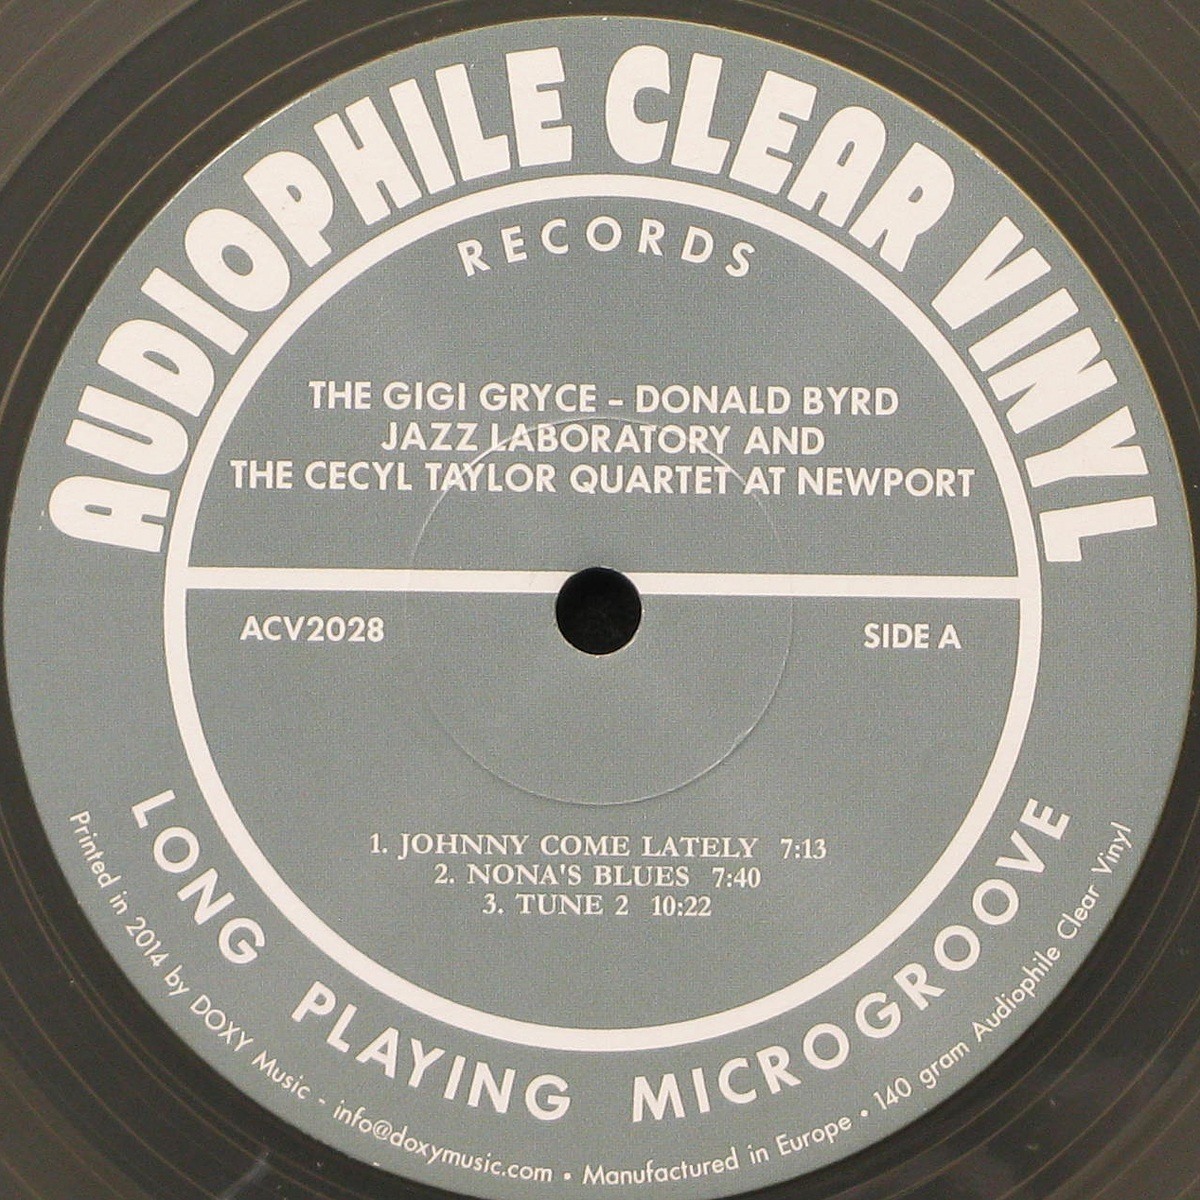 AUDIOPHILE CLEAR VINYL
RECORDS
THE GIGI GRYCE – DONALD BYRD
JAZZ LABORATORY AND
THE CECYL TAYLOR QUARTET AT NEWPORT
ACV2028
SIDE A
1. JOHNNY COME LATELY 7:13
2. NONA'S BLUES 7:40
3. TUNE 2 10:22
LONG PLAYING MICROGROOVE
Printed in 2014 by DOXY Music - info@doxymusic.com • Manufactured in Europe • 140 gram Audiophile Clear Vinyl